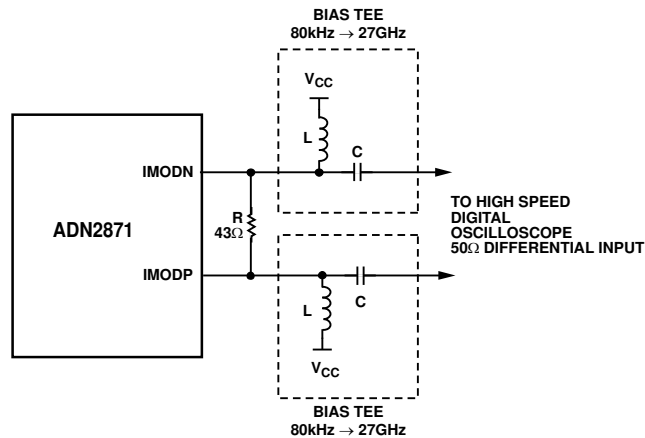 BIAS TEE
80kHz → 27GHz
VCC
L
C
IMODN
ADN2871
R
43Ω
TO HIGH SPEED
DIGITAL
OSCILLOSCOPE
50Ω DIFFERENTIAL INPUT
IMODP
L
C
VCC
BIAS TEE
80kHz → 27GHz